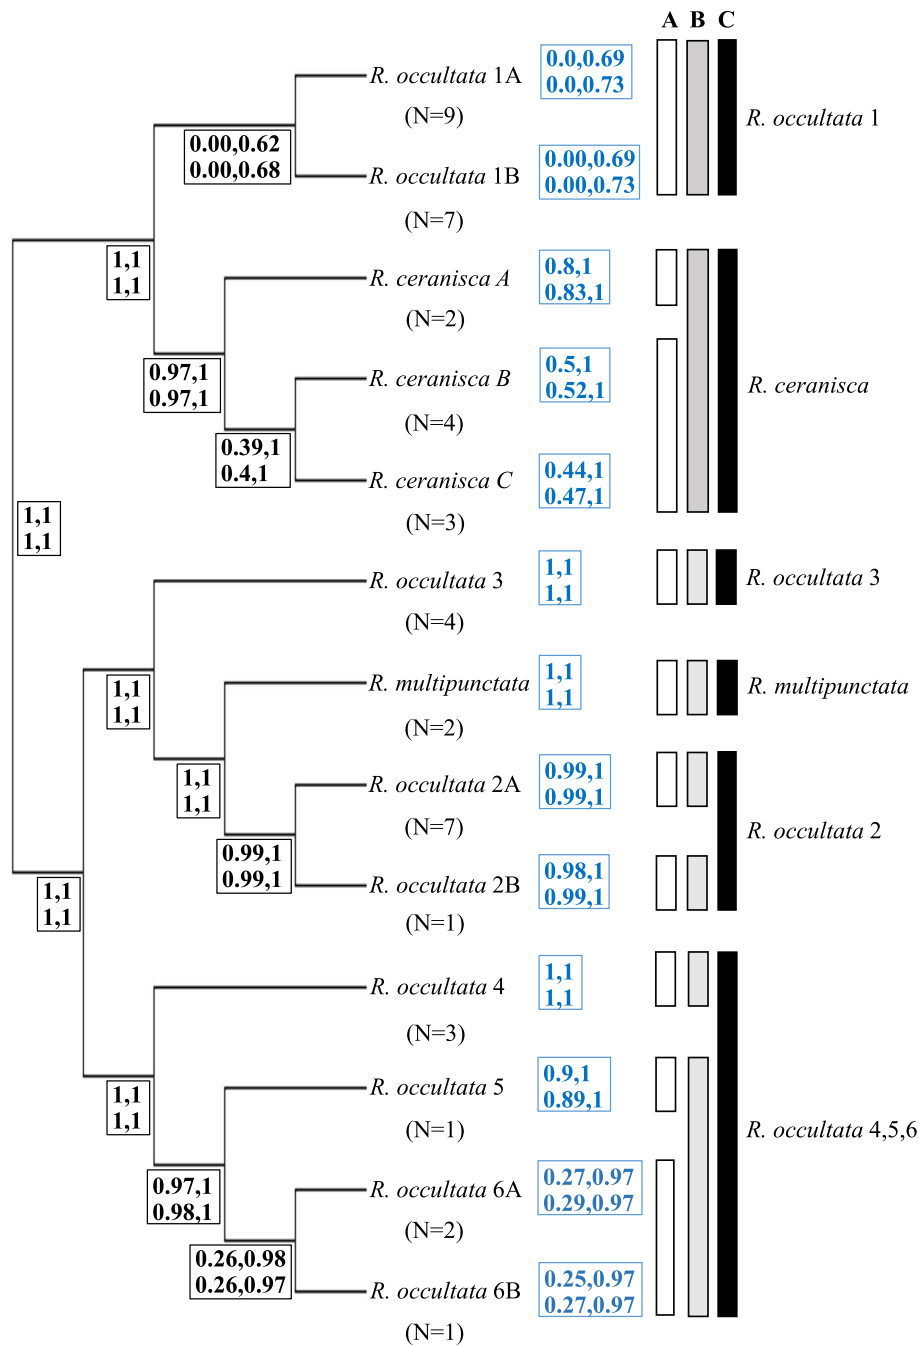 A B C
R. occultata 1A
(N=9)
0.0,0.69
0.0,0.73
R. occultata 1
0.00,0.62
0.00,0.68
R. occultata 1B
(N=7)
0.00,0.69
0.00,0.73
1,1
1,1
R. ceranisca A
(N=2)
0.8,1
0.83,1
0.97,1
0.97,1
R. ceranisca B
(N=4)
0.5,1
0.52,1
R. ceranisca
0.39,1
0.4,1
R. ceranisca C
(N=3)
0.44,1
0.47,1
1,1
1,1
R. occultata 3
(N=4)
1,1
1,1
R. occultata 3
1,1
1,1
R. multipunctata
(N=2)
1,1
1,1
R. multipunctata
1,1
1,1
R. occultata 2A
(N=7)
0.99,1
0.99,1
R. occultata 2
0.99,1
0.99,1
R. occultata 2B
(N=1)
0.98,1
0.99,1
1,1
1,1
R. occultata 4
(N=3)
1,1
1,1
1,1
1,1
R. occultata 5
(N=1)
0.9,1
0.89,1
R. occultata 4,5,6
0.97,1
0.98,1
R. occultata 6A
(N=2)
0.27,0.97
0.29,0.97
0.26,0.98
0.26,0.97
R. occultata 6B
(N=1)
0.25,0.97
0.27,0.97